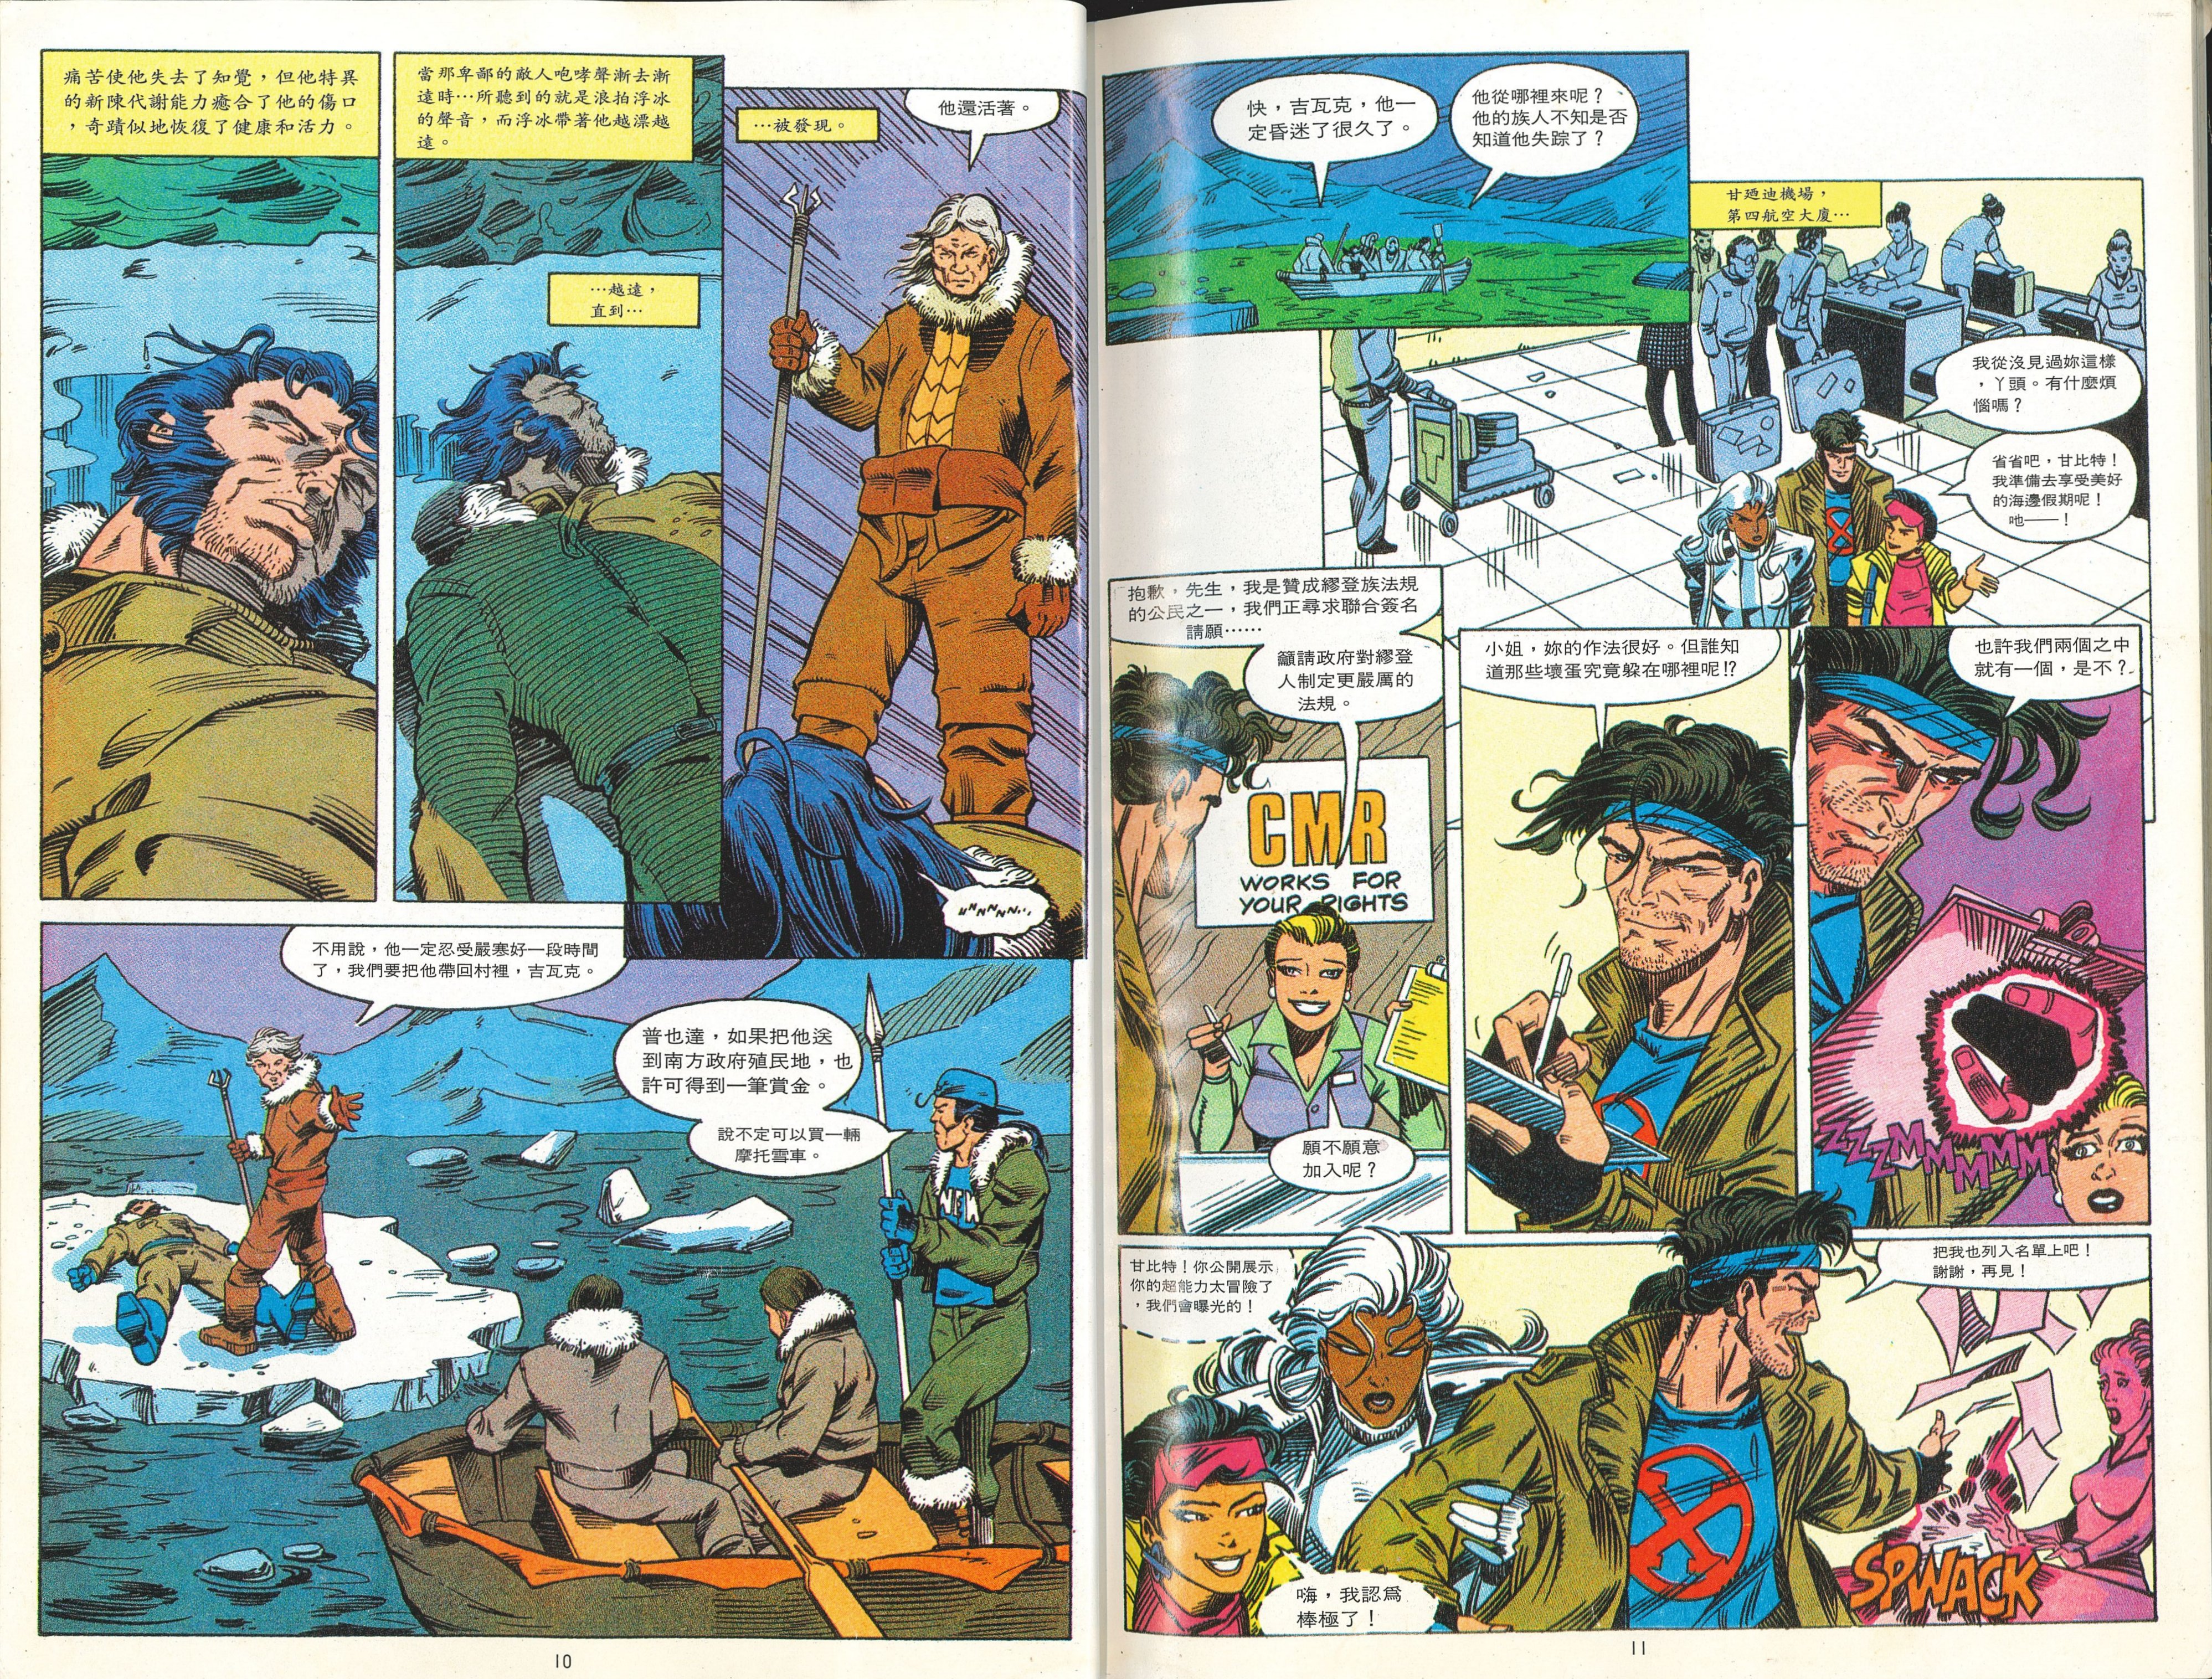 痛苦使他失去了知覺，但他特異
的新陳代謝能力癒合了他的傷口
，奇蹟似地恢復了健康和活力。
當那卑鄙的敵人咆哮聲漸去漸
遠時…所聽到的就是浪拍浮冰
的聲音，而浮冰帶著他越漂越
遠。
…越遠，
直到…
…被發現。
他還活著。
UNNNNN...
不用說，他一定忍受嚴寒好一段時間
了，我們要把他帶回村裡，吉瓦克。
普也達，如果把他送
到南方政府殖民地，也
許可得到一筆賞金。
說不定可以買一輛
摩托雪車。
10
快，吉瓦克，他一
定昏迷了很久了。
他從哪裡來呢？
他的族人不知是否
知道他失踪了？
甘廼迪機場，
第四航空大廈…
我從沒見過妳這樣
，丫頭。有什麼煩
惱嗎？
省省吧，甘比特！
我準備去享受美好
的海邊假期呢！
吔——！
抱歉，先生，我是贊成繆登族法規
的公民之一，我們正尋求聯合簽名
請願……
籲請政府對繆登
人制定更嚴厲的
法規。
CMR
WORKS FOR
YOUR RIGHTS
願不願意
加入呢？
小姐，妳的作法很好。但誰知
道那些壞蛋究竟躲在哪裡呢!?
也許我們兩個之中
就有一個，是不？
ZZZMMMMM
甘比特！你公開展示
你的超能力太冒險了
，我們會曝光的！
把我也列入名單上吧！
謝謝，再見！
嗨，我認爲
棒極了！
SPWACK
11